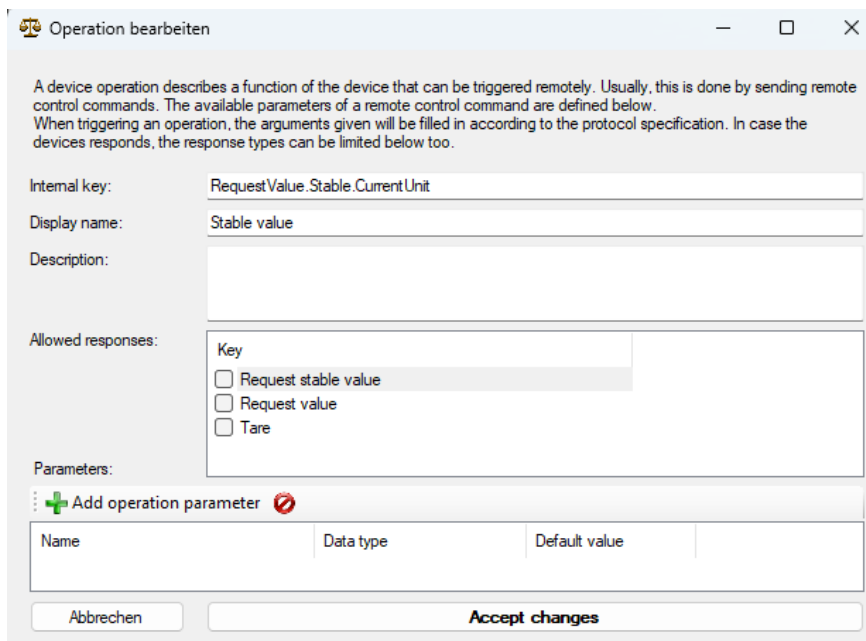 Operation bearbeiten
A device operation describes a function of the device that can be triggered remotely. Usually, this is done by sending remote
control commands. The available parameters of a remote control command are defined below.
When triggering an operation, the arguments given will be filled in according to the protocol specification. In case the
devices responds, the response types can be limited below too.
Internal key: RequestValue.Stable.CurrentUnit
Display name: Stable value
Description:
Allowed responses:
Key
Request stable value
Request value
Tare
Parameters:
Add operation parameter
Name Data type Default value
Abbrechen Accept changes